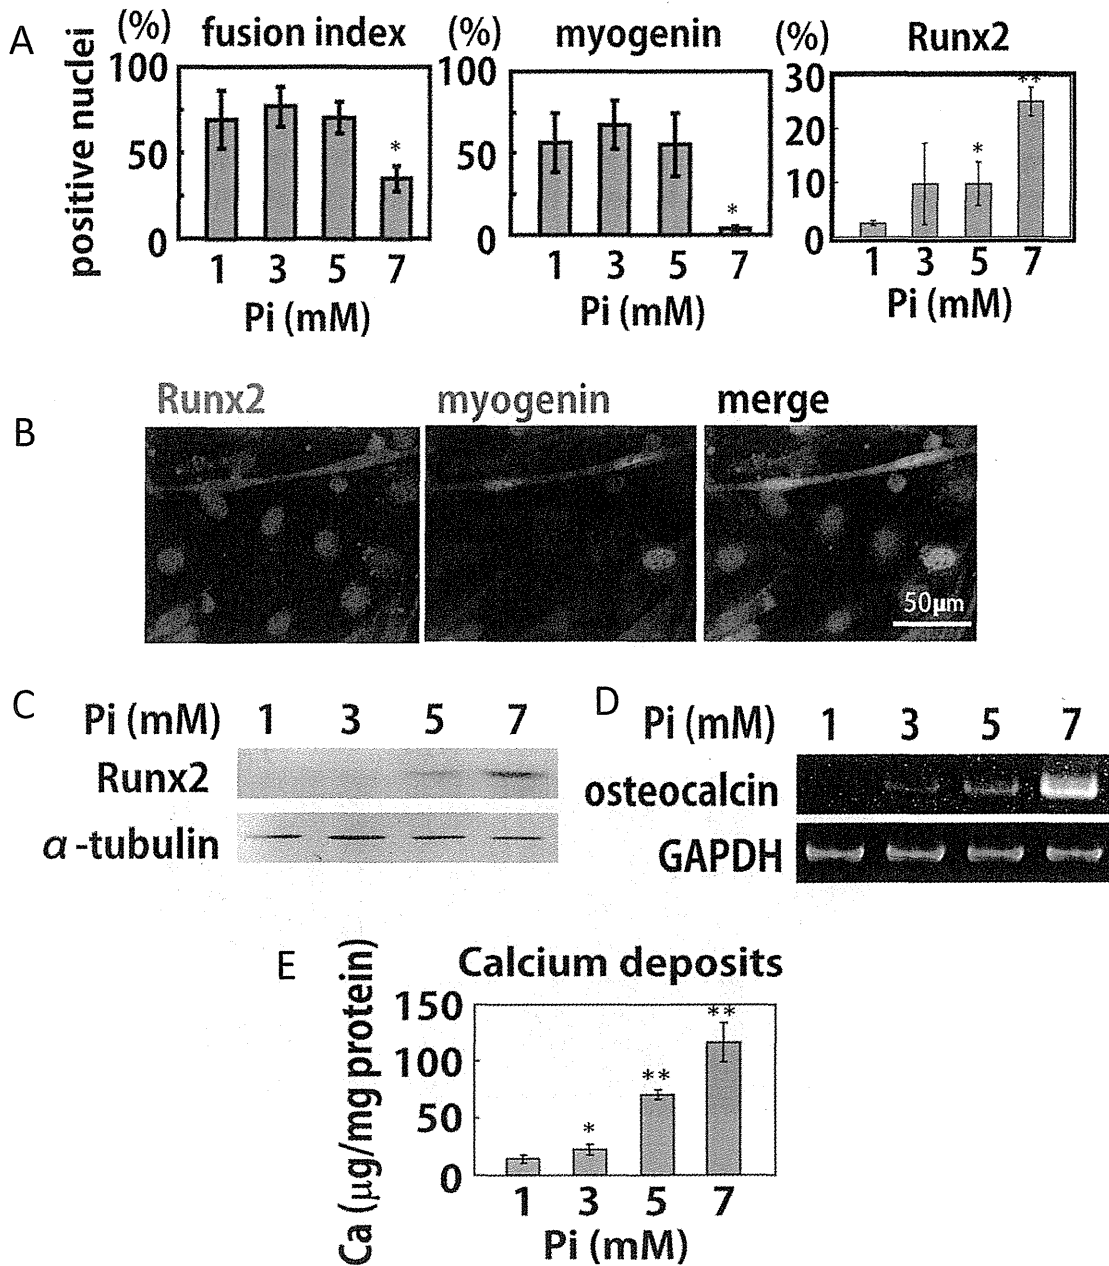 A
(%) fusion index
positive nuclei
100
50
0
*
1 3 5 7
Pi (mM)
(%) myogenin
100
50
0
*
1 3 5 7
Pi (mM)
(%) Runx2
30
20
10
0
*
**
1 3 5 7
Pi (mM)
B
Runx2 myogenin merge
50μm
C
Pi (mM) 1 3 5 7
Runx2
α-tubulin
D
Pi (mM) 1 3 5 7
osteocalcin
GAPDH
E
Calcium deposits
Ca (μg/mg protein)
150
100
50
0
*
**
**
1 3 5 7
Pi (mM)